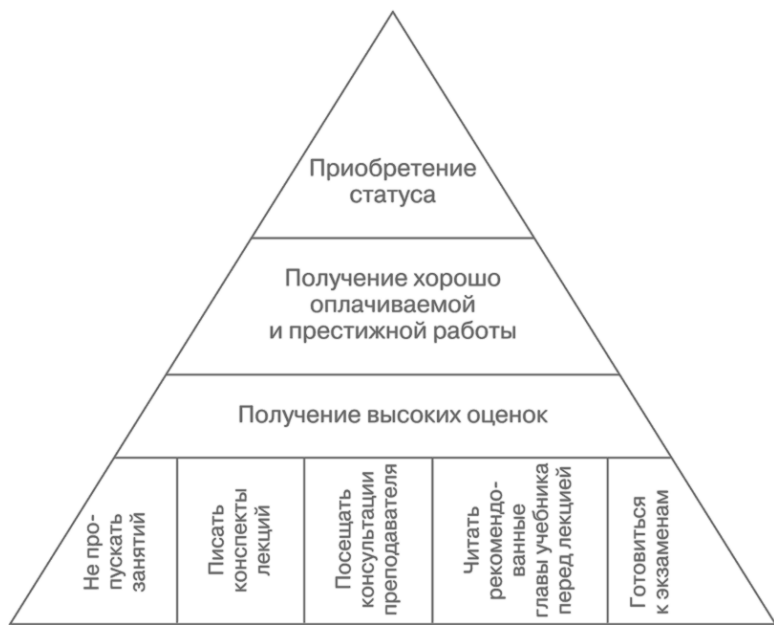 Приобретение
статуса
Получение хорошо
оплачиваемой
и престижной работы
Получение высоких оценок
Не про-
пускать
занятий
Писать
конспекты
лекций
Посещать
консультации
преподавателя
Читать
рекомендо-
ванные
главы учебника
перед лекцией
Готовиться
к экзаменам